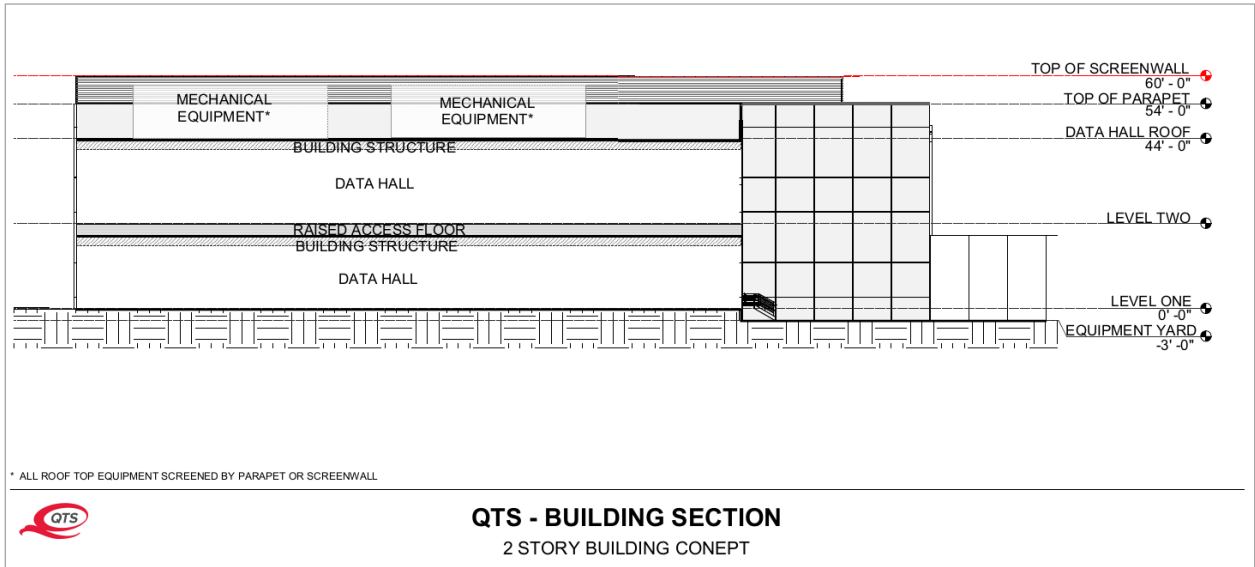 TOP OF SCREENWALL
60' - 0"
TOP OF PARAPET
54' - 0"
MECHANICAL
EQUIPMENT*
MECHANICAL
EQUIPMENT*
DATA HALL ROOF
44' - 0"
BUILDING STRUCTURE
DATA HALL
LEVEL TWO
RAISED ACCESS FLOOR
BUILDING STRUCTURE
DATA HALL
LEVEL ONE
0' -0"
EQUIPMENT YARD
-3' -0"
* ALL ROOF TOP EQUIPMENT SCREENED BY PARAPET OR SCREENWALL
QTS
QTS - BUILDING SECTION
2 STORY BUILDING CONEPT